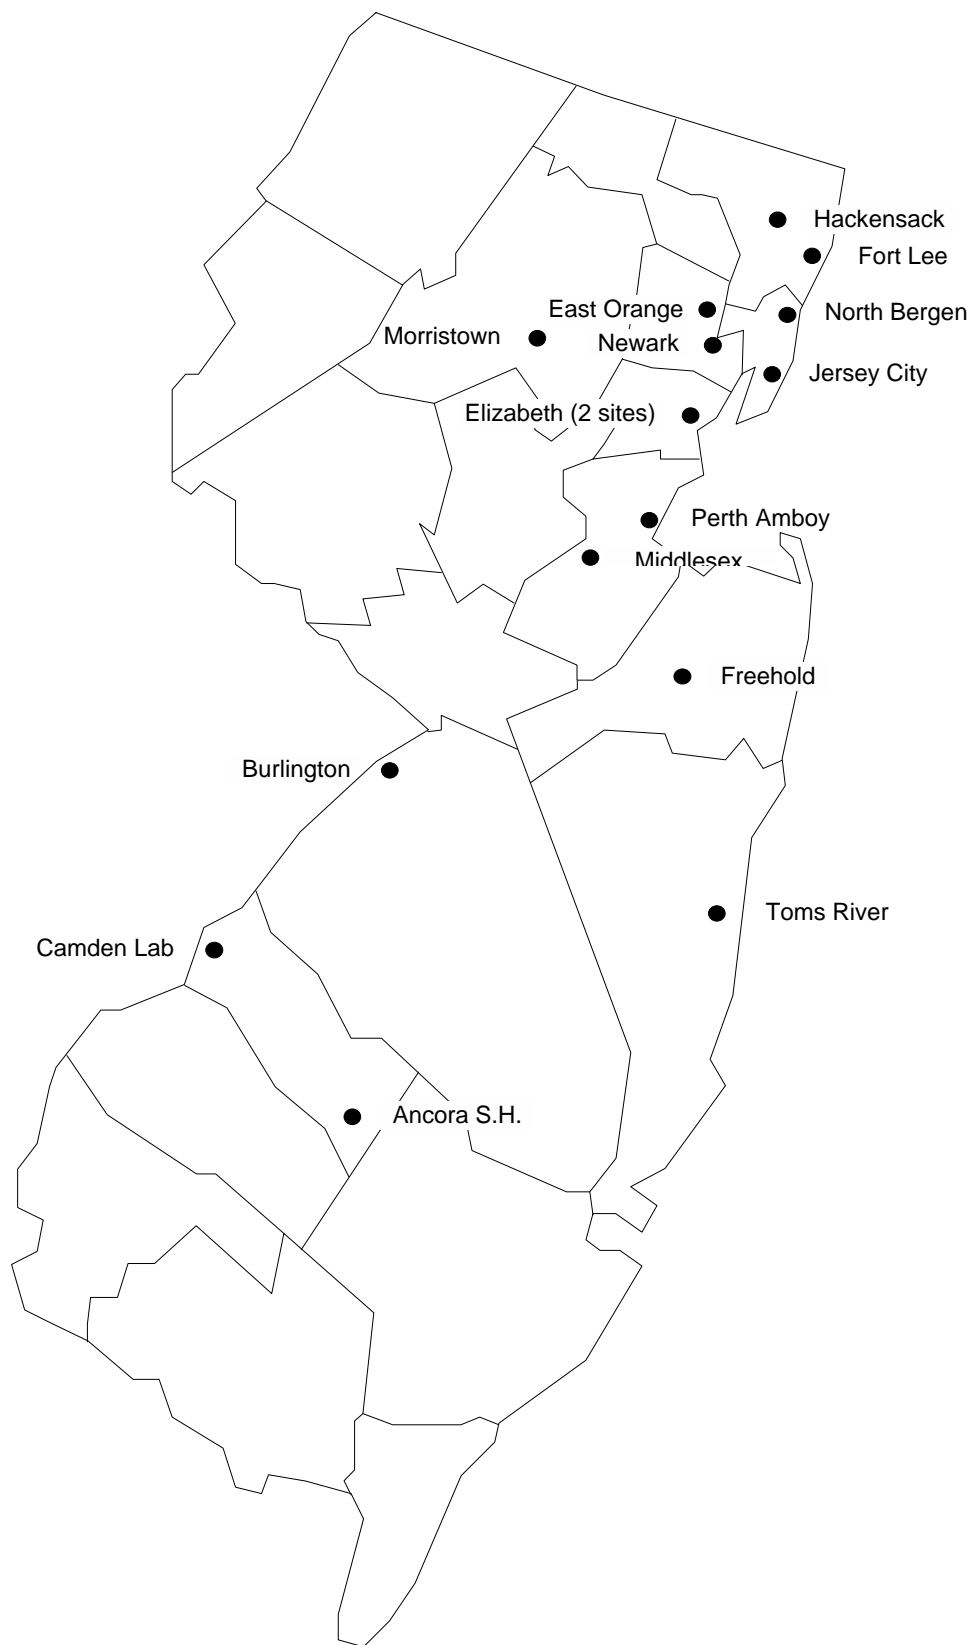 Hackensack
Fort Lee
East Orange
North Bergen
Morristown
Newark
Jersey City
Elizabeth (2 sites)
Perth Amboy
Middlesex
Freehold
Burlington
Toms River
Camden Lab
Ancora S.H.